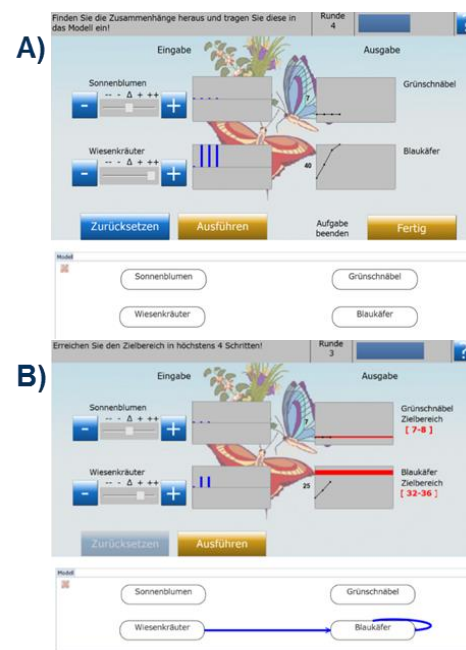 A)
Finden Sie die Zusammenhänge heraus und tragen Sie diese in
das Modell ein!
Runde
4
Eingabe
Ausgabe
Sonnenblumen
-- - Δ + ++
- +
7
Grünschnäbel
Wiesenkräuter
-- - Δ + ++
- +
40
Blaukäfer
Zurücksetzen
Ausführen
Aufgabe
beenden
Fertig
Modell
Sonnenblumen
Grünschnäbel
Wiesenkräuter
Blaukäfer
B)
Erreichen Sie den Zielbereich in höchstens 4 Schritten!
Runde
3
?
Eingabe
Ausgabe
Sonnenblumen
-- - Δ + ++
- +
7
Grünschnäbel
Zielbereich
[ 7-8 ]
Wiesenkräuter
-- - Δ + ++
- +
25
Blaukäfer
Zielbereich
[ 32-36 ]
Zurücksetzen
Ausführen
Modell
Sonnenblumen
Grünschnäbel
Wiesenkräuter
Blaukäfer